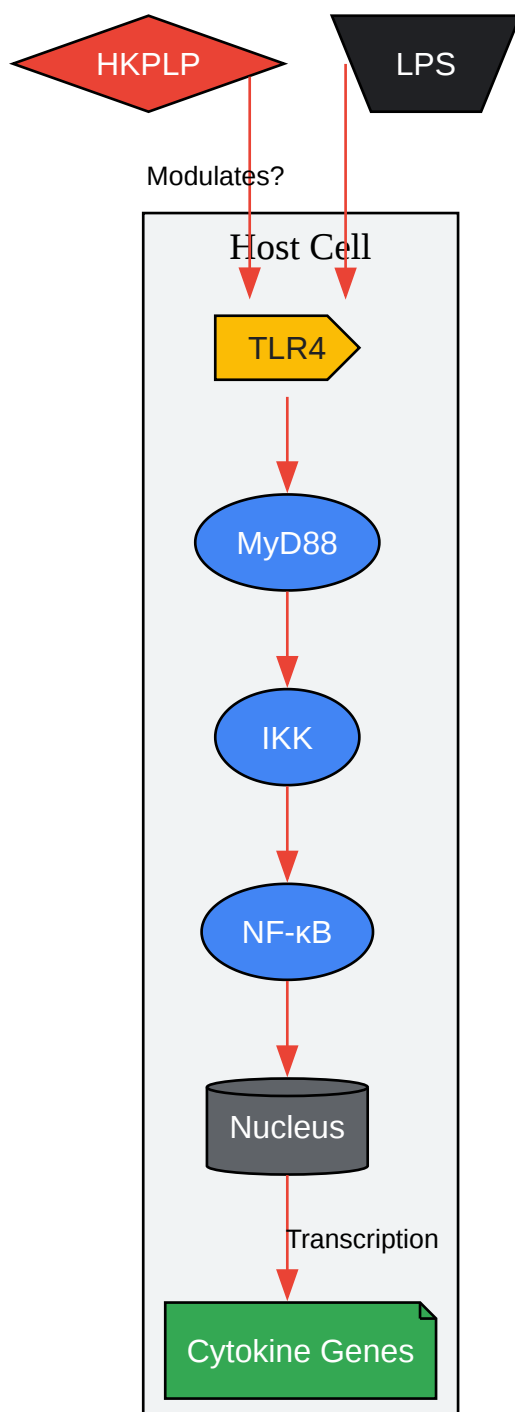 HKPLP
LPS
Modulates?
Host Cell
TLR4
MyD88
IKK
NF-κB
Nucleus
Transcription
Cytokine Genes